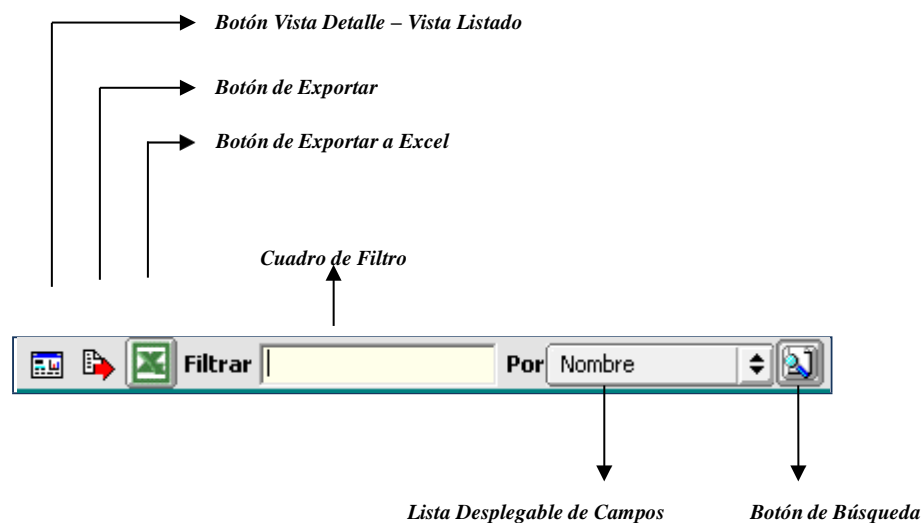 Botón Vista Detalle – Vista Listado
Botón de Exportar
Botón de Exportar a Excel
Cuadro de Filtro
Filtrar Por Nombre
Lista Desplegable de Campos Botón de Búsqueda